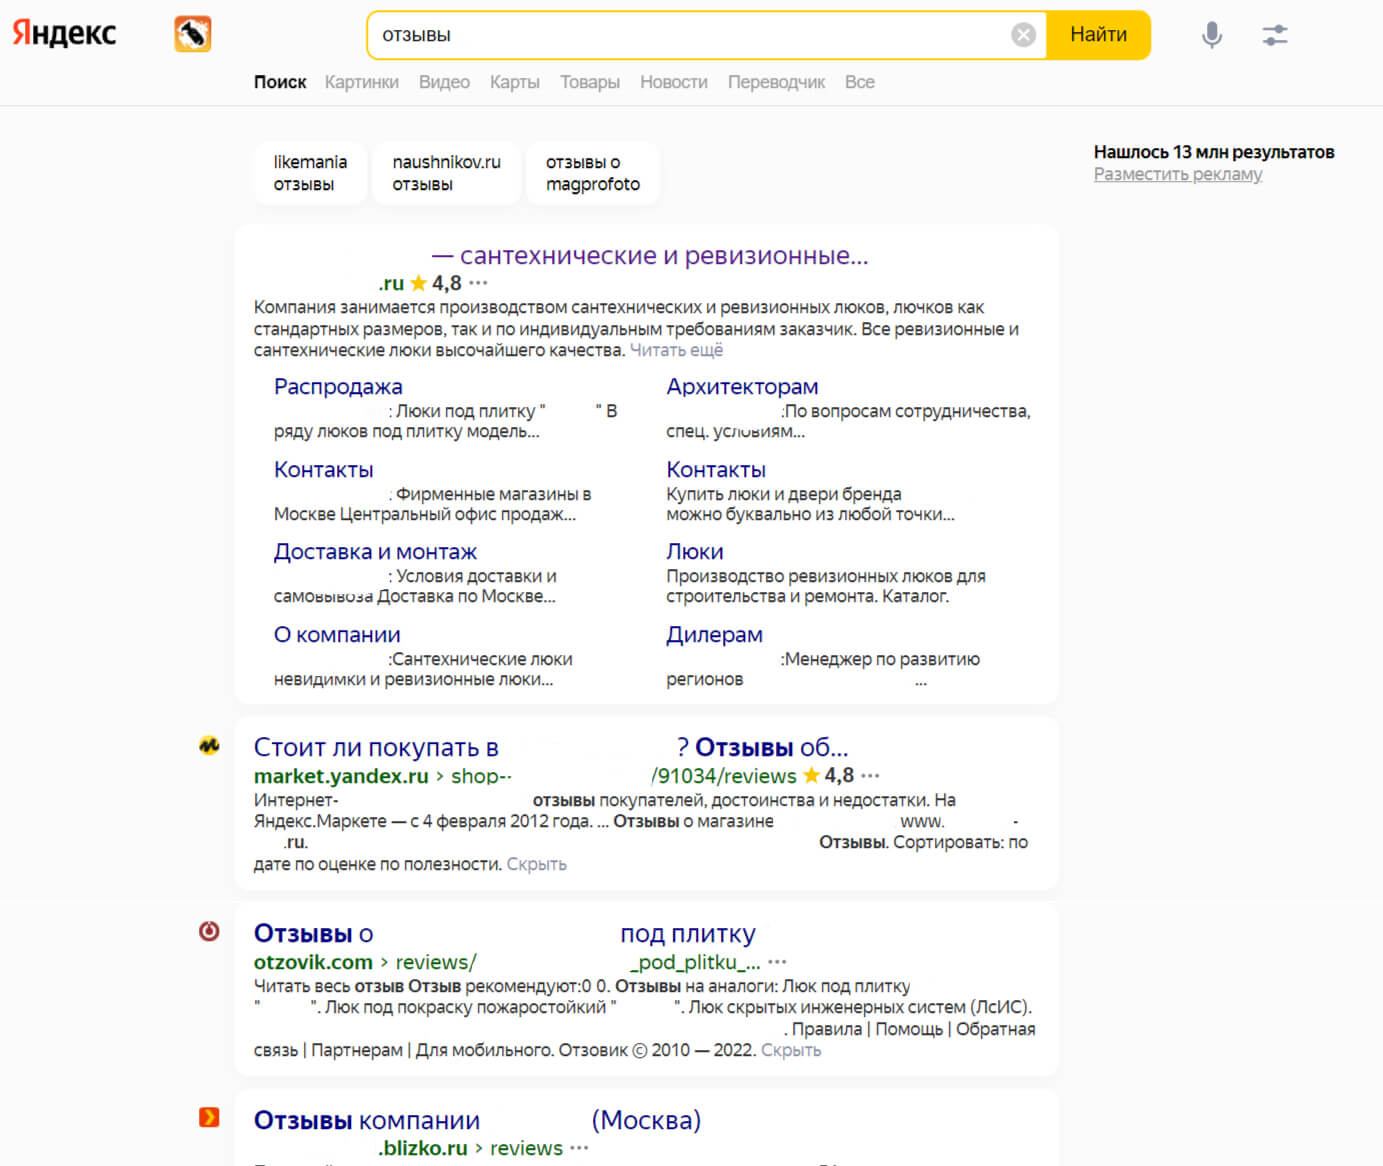 Яндекс
отзывы
Найти
Поиск Картинки Видео Карты Товары Новости Переводчик Все
likemania
отзывы
naushnikov.ru
отзывы
отзывы о
magprofoto
Нашлось 13 млн результатов
Разместить рекламу
— сантехнические и ревизионные...
.ru 4,8 ···
Компания занимается производством сантехнических и ревизионных люков, лючков как
стандартных размеров, так и по индивидуальным требованиям заказчик. Все ревизионные и
сантехнические люки высочайшего качества. Читать ещё
Распродажа
: Люки под плитку " " В
ряду люков под плитку модель...
Архитекторам
:По вопросам сотрудничества,
спец. условиям...
Контакты
: Фирменные магазины в
Москве Центральный офис продаж...
Контакты
Купить люки и двери бренда
можно буквально из любой точки...
Доставка и монтаж
: Условия доставки и
самовывоза Доставка по Москве...
Люки
Производство ревизионных люков для
строительства и ремонта. Каталог.
О компании
:Сантехнические люки
невидимки и ревизионные люки...
Дилерам
:Менеджер по развитию
регионов ...
Стоит ли покупать в ? Отзывы об...
market.yandex.ru › shop-- /91034/reviews 4,8 ···
Интернет- отзывы покупателей, достоинства и недостатки. На
Яндекс.Маркете — с 4 февраля 2012 года. ... Отзывы о магазине www. -
.ru. Отзывы. Сортировать: по
дате по оценке по полезности. Скрыть
Отзывы о под плитку
otzovik.com › reviews/ _pod_plitku_... ···
Читать весь отзыв Отзыв рекомендуют:0 0. Отзывы на аналоги: Люк под плитку
" ". Люк под покраску пожаростойкий " ". Люк скрытых инженерных систем (ЛсИС).
. Правила | Помощь | Обратная
связь | Партнерам | Для мобильного. Отзовик © 2010 — 2022. Скрыть
Отзывы компании (Москва)
.blizko.ru › reviews ···